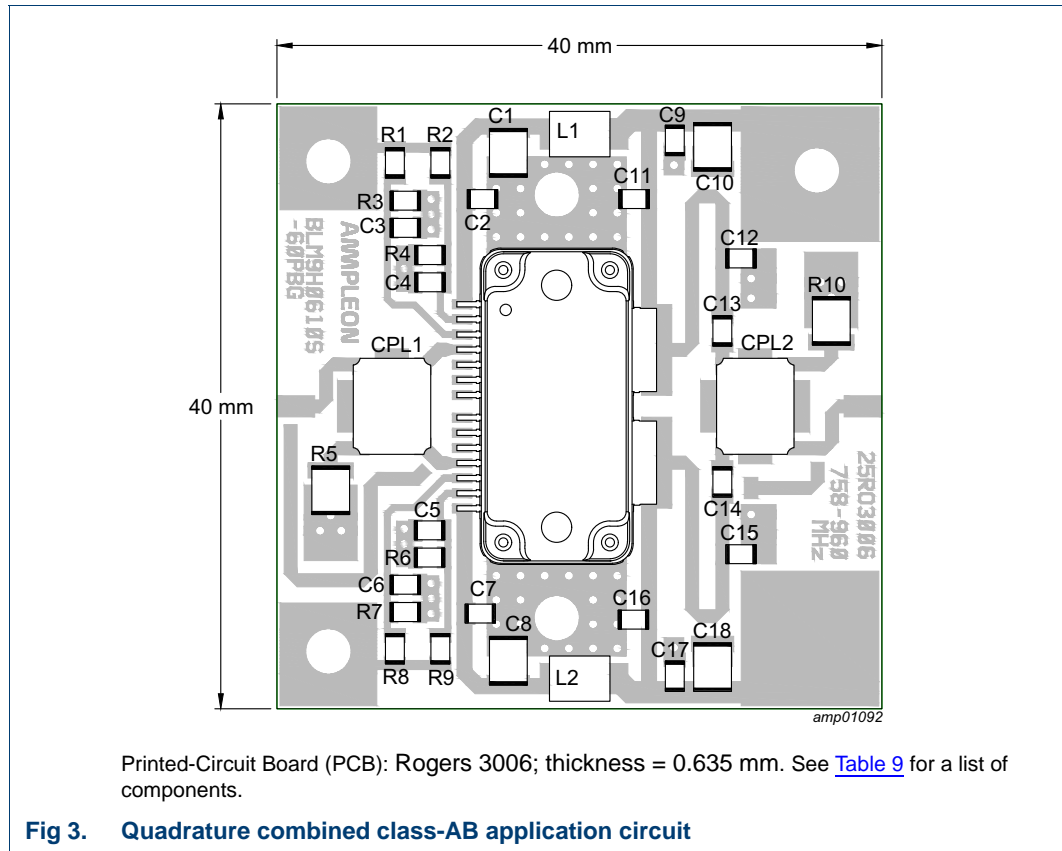 40 mm
C1
L1
C9
R1
R2
C10
C11
R3
C2
C3
C12
R4
C4
R10
C13
AMMPLEON
BLM9H0610S
-60PBG
CPL1
CPL2
40 mm
R5
C14
25RO3006
758-960
MHz
C5
C15
R6
C6
C7
C16
R7
C8
C17
C18
R8
R9
L2
amp01092
Printed-Circuit Board (PCB): Rogers 3006; thickness = 0.635 mm. See Table 9 for a list of
components.
Fig 3. Quadrature combined class-AB application circuit